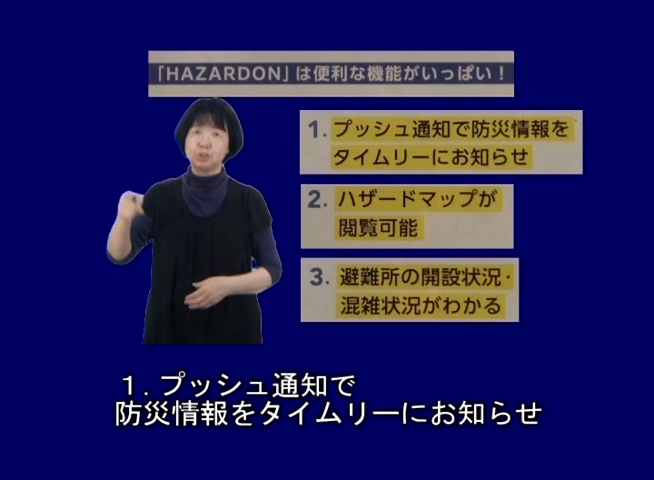 「HAZARDON」は便利な機能がいっぱい！
1. プッシュ通知で防災情報を
タイムリーにお知らせ
2. ハザードマップが
閲覧可能
3. 避難所の開設状況・
混雑状況がわかる
１. プッシュ通知で
防災情報をタイムリーにお知らせ